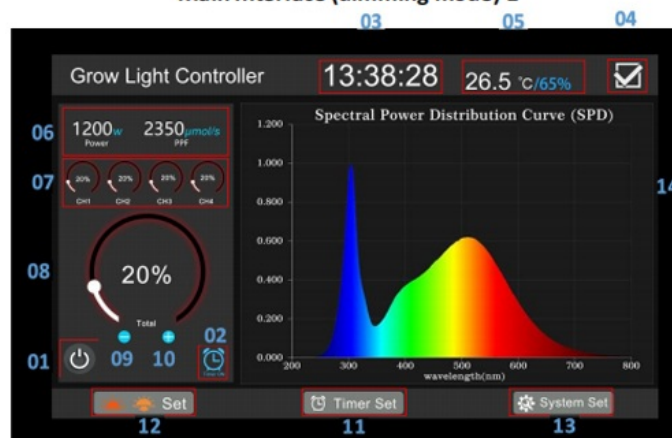 Main Interface (dimming mode) 2
03 05 04
Grow Light Controller 13:38:28 26.5 ℃/65%
Spectral Power Distribution Curve (SPD)
06
1200w 2350μmol/s
Power PPF
07
20% 20% 20% 20%
CH1 CH2 CH3 CH4
08
20%
Total
01 09 10 02
1.200
1.000
0.800
0.600
0.400
0.200
0.000
200 300 400 500 600 700 800
wavelength(nm)
14
Set Timer Set System Set
12 11 13